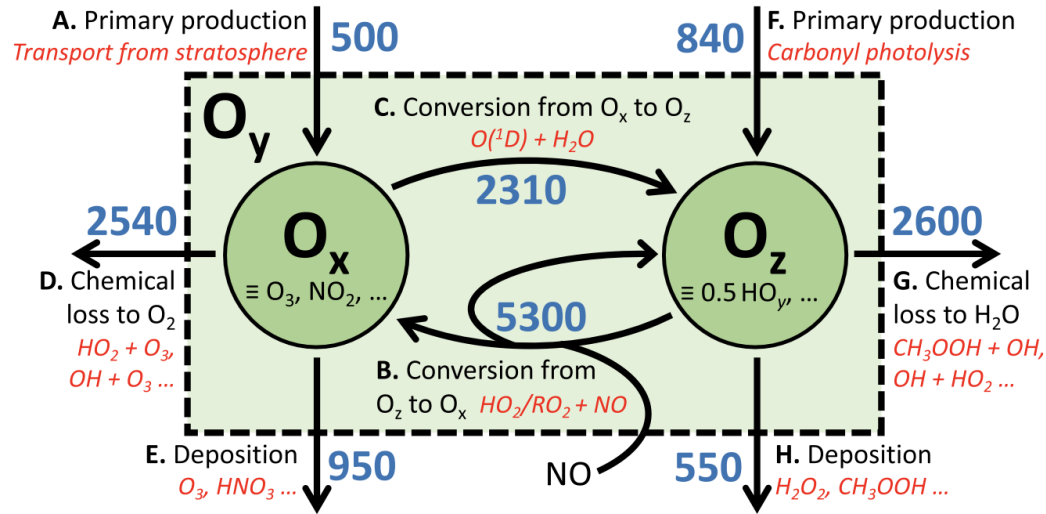 A. Primary production
Transport from stratosphere
500
840
F. Primary production
Carbonyl photolysis
Oy
C. Conversion from Ox to Oz
O(¹D) + H₂O
2310
2540
Ox
≡ O₃, NO₂, ...
Oz
≡ 0.5 HOy, ...
2600
D. Chemical
loss to O₂
HO₂ + O₃,
OH + O₃ ...
5300
G. Chemical
loss to H₂O
CH₃OOH + OH,
OH + HO₂ ...
B. Conversion from
Oz to Ox HO₂/RO₂ + NO
E. Deposition
O₃, HNO₃ ...
950
NO
550
H. Deposition
H₂O₂, CH₃OOH ...